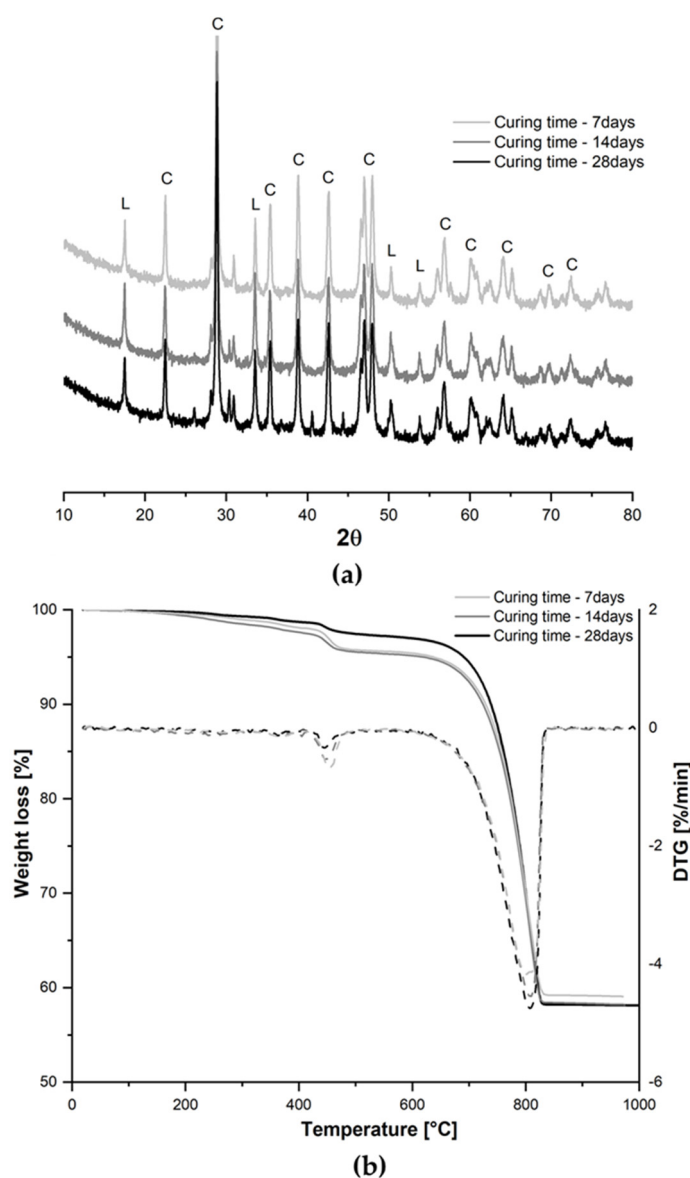 C
Curing time - 7days
Curing time - 14days
Curing time - 28days
L C L C C C C L L C C C C C
10 20 30 40 50 60 70 80
2θ
(a)
Curing time - 7days
Curing time - 14days
Curing time - 28days
100 90 80 70 60 50
Weight loss [%]
2 0 -2 -4 -6
DTG [%/min]
0 200 400 600 800 1000
Temperature [°C]
(b)